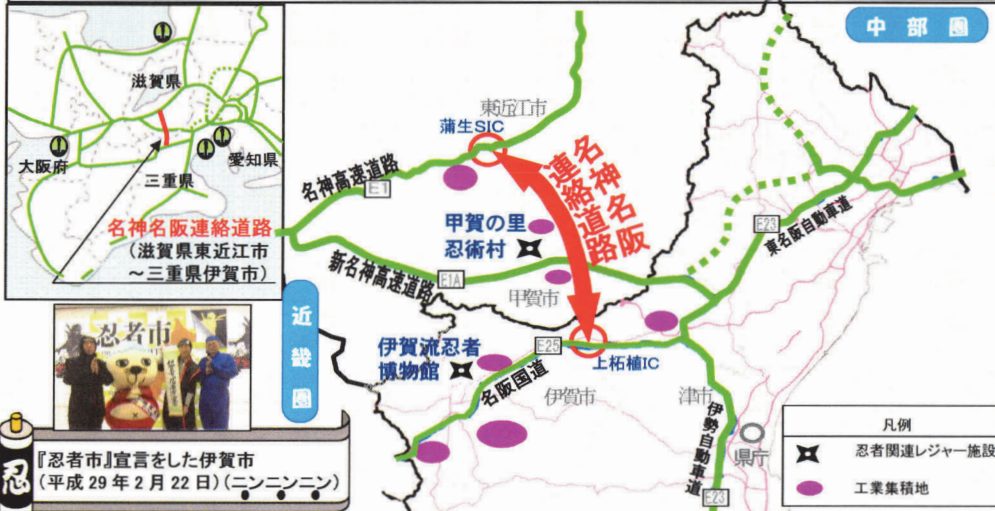 滋賀県
大阪府
愛知県
三重県
名神名阪連絡道路
(滋賀県東近江市
～三重県伊賀市)
中部圏
東近江市
蒲生SIC
名神高速道路
E1
名神名阪
連絡道路
甲賀の里
忍術村
新名神高速道路
E1A
甲賀市
E23
東名阪自動車道
近畿圏
伊賀流忍者
博物館
E25
名阪国道
上柘植IC
伊賀市
津市
伊勢自動車道
県庁
E23
凡例
忍者関連レジャー施設
工業集積地
忍者市
忍
『忍者市』宣言をした伊賀市
(平成29年2月22日)(ニンニンニン)